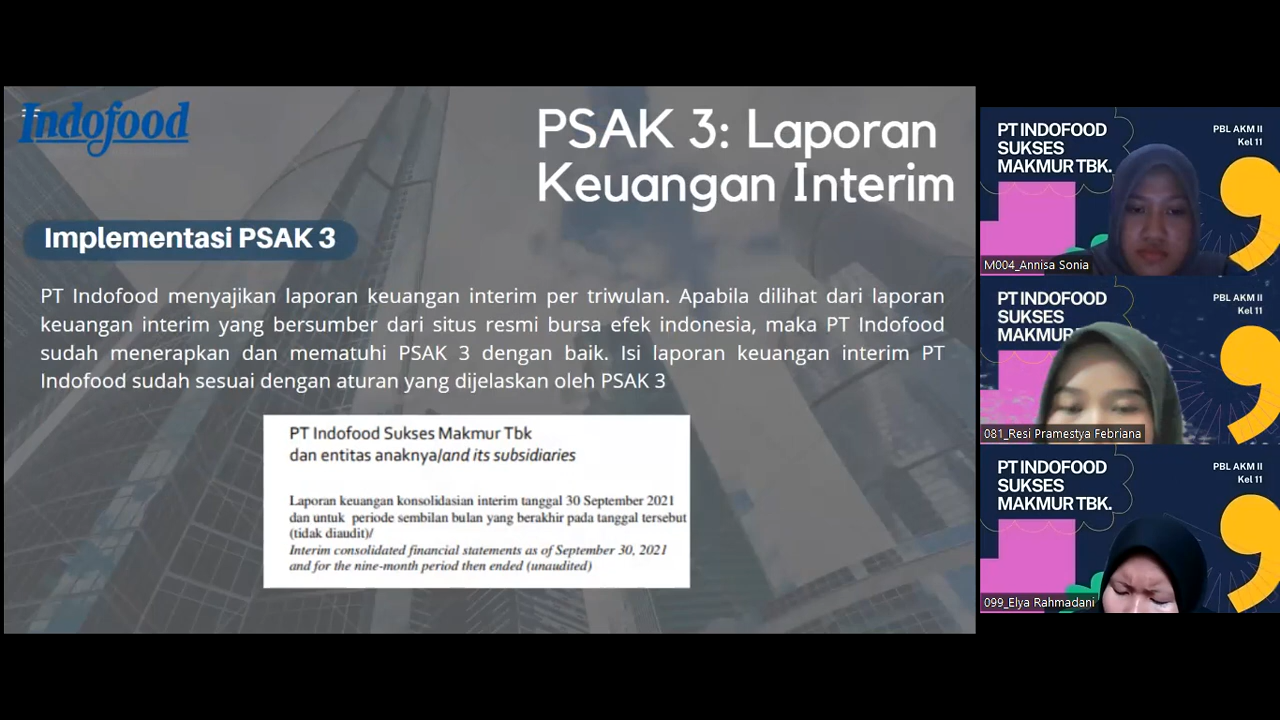 Indofood
PSAK 3: Laporan
Keuangan Interim
Implementasi PSAK 3
PT Indofood menyajikan laporan keuangan interim per triwulan. Apabila dilihat dari laporan
keuangan interim yang bersumber dari situs resmi bursa efek indonesia, maka PT Indofood
sudah menerapkan dan mematuhi PSAK 3 dengan baik. Isi laporan keuangan interim PT
Indofood sudah sesuai dengan aturan yang dijelaskan oleh PSAK 3
PT Indofood Sukses Makmur Tbk
dan entitas anaknya/and its subsidiaries
Laporan keuangan konsolidasian interim tanggal 30 September 2021
dan untuk periode sembilan bulan yang berakhir pada tanggal tersebut
(tidak diaudit)/
Interim consolidated financial statements as of September 30, 2021
and for the nine-month period then ended (unaudited)
PT INDOFOOD
SUKSES
MAKMUR TBK.
PBL AKM II
Kel 11
M004_Annisa Sonia
PT INDOFOOD
SUKSES
MAKMUR
PBL AKM II
Kel 11
081_Resi Pramestya Febriana
PT INDOFOOD
SUKSES
MAKMUR TBK.
PBL AKM II
Kel 11
099_Elya Rahmadani